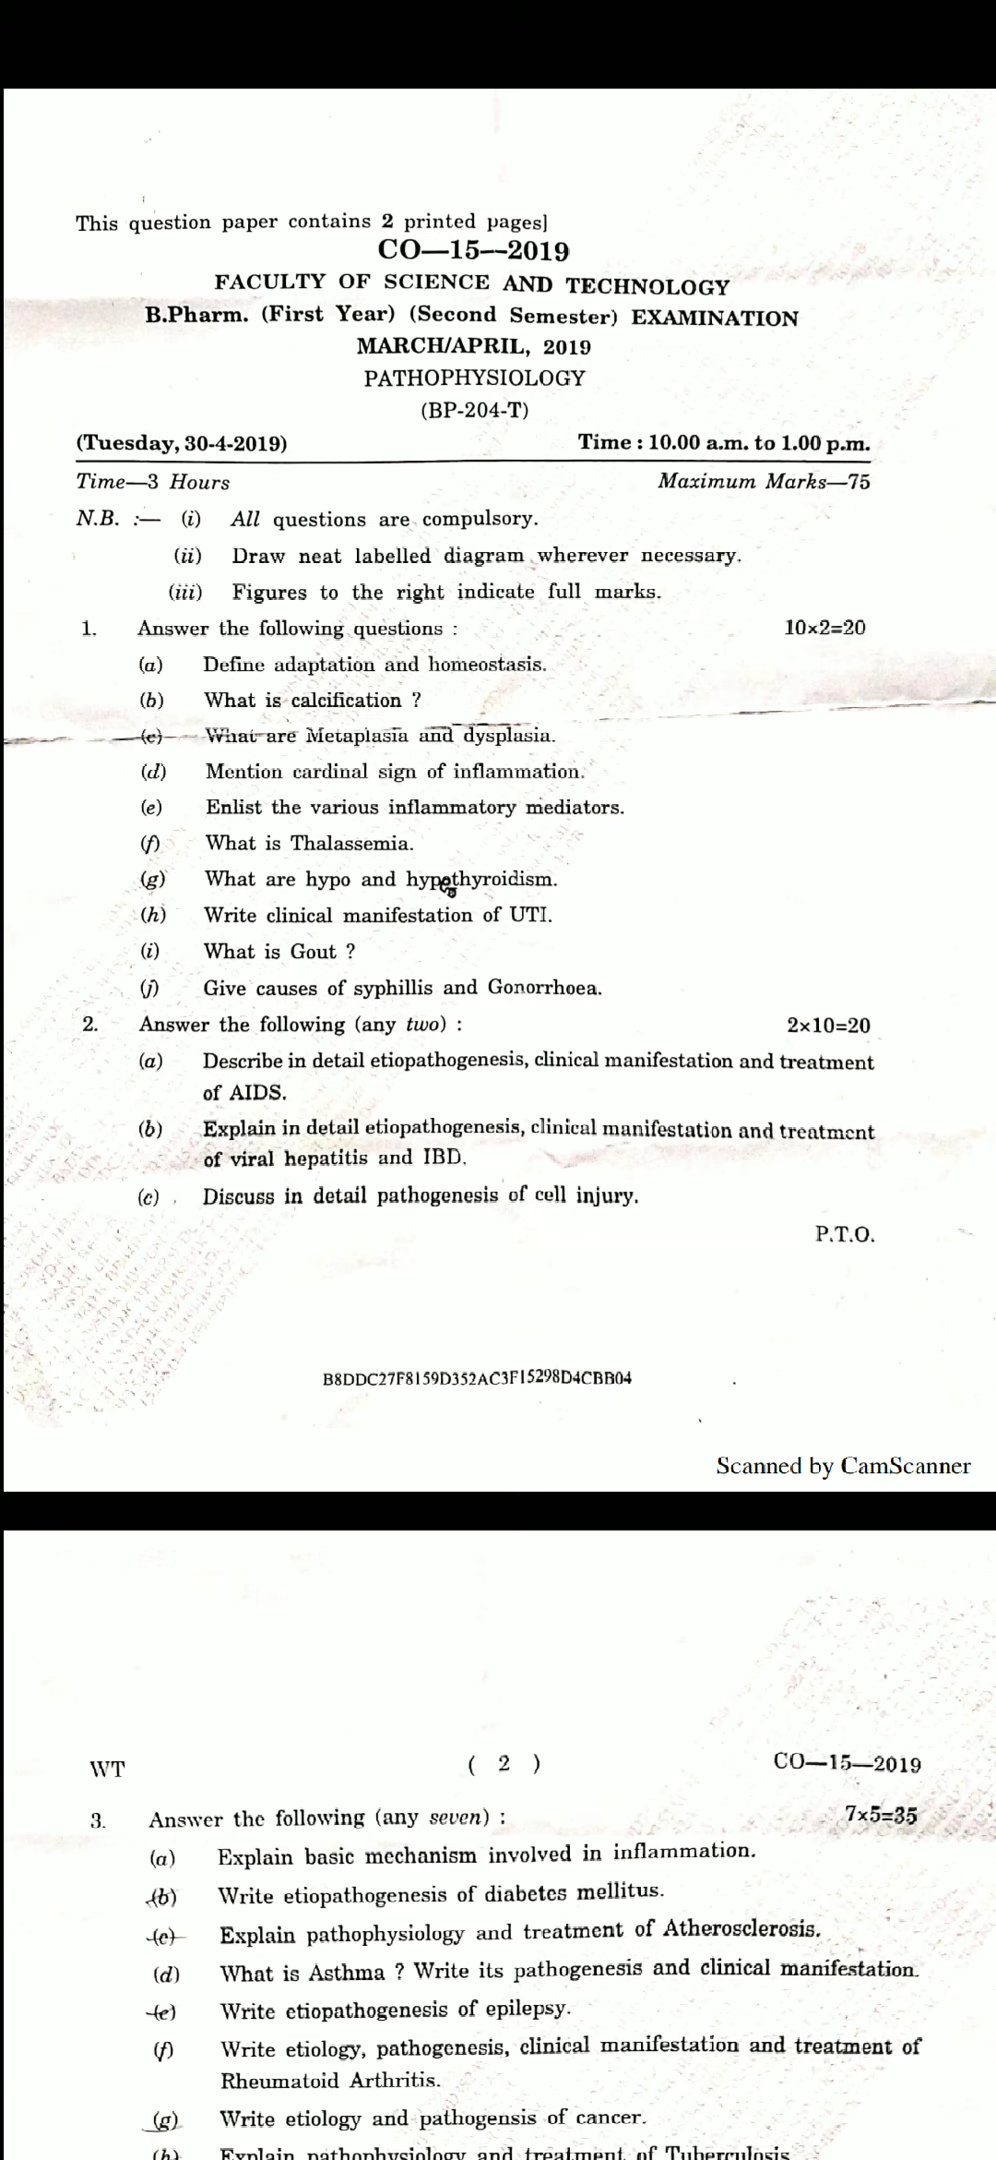 This question paper contains 2 printed pages]
CO—15—2019
FACULTY OF SCIENCE AND TECHNOLOGY
B.Pharm. (First Year) (Second Semester) EXAMINATION
MARCH/APRIL, 2019
PATHOPHYSIOLOGY
(BP-204-T)
(Tuesday, 30-4-2019) Time : 10.00 a.m. to 1.00 p.m.
Time—3 Hours Maximum Marks—75
N.B. :— (i) All questions are compulsory.
(ii) Draw neat labelled diagram wherever necessary.
(iii) Figures to the right indicate full marks.
1. Answer the following questions : 10×2=20
(a) Define adaptation and homeostasis.
(b) What is calcification ?
(c) What are Metaplasia and dysplasia.
(d) Mention cardinal sign of inflammation.
(e) Enlist the various inflammatory mediators.
(f) What is Thalassemia.
(g) What are hypo and hyperthyroidism.
(h) Write clinical manifestation of UTI.
(i) What is Gout ?
(j) Give causes of syphillis and Gonorrhoea.
2. Answer the following (any two) : 2×10=20
(a) Describe in detail etiopathogenesis, clinical manifestation and treatment
of AIDS.
(b) Explain in detail etiopathogenesis, clinical manifestation and treatment
of viral hepatitis and IBD.
(c) Discuss in detail pathogenesis of cell injury.
P.T.O.
B8DDC27F8159D352AC3F15298D4CBB04
Scanned by CamScanner
WT ( 2 ) CO—15—2019
3. Answer the following (any seven) : 7×5=35
(a) Explain basic mechanism involved in inflammation.
(b) Write etiopathogenesis of diabetes mellitus.
(c) Explain pathophysiology and treatment of Atherosclerosis.
(d) What is Asthma ? Write its pathogenesis and clinical manifestation.
(e) Write etiopathogenesis of epilepsy.
(f) Write etiology, pathogenesis, clinical manifestation and treatment of
Rheumatoid Arthritis.
(g) Write etiology and pathogensis of cancer.
(h) Explain pathophysiology and treatment of Tuberculosis